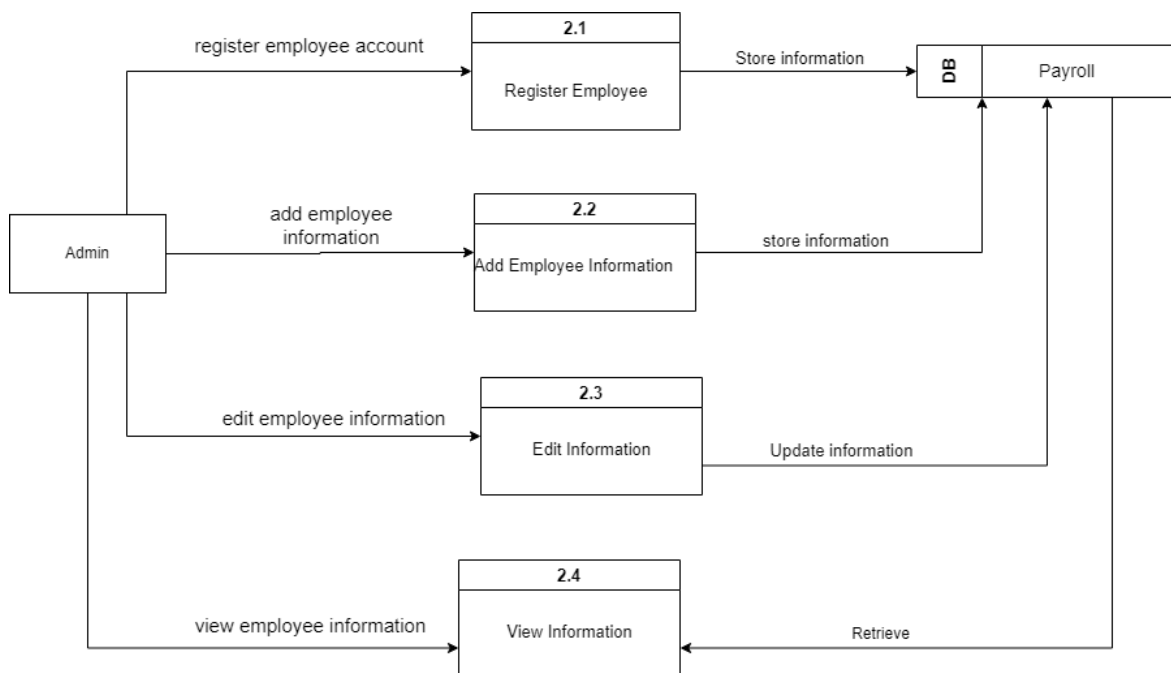 2.1
register employee account
Store information
DB
Payroll
Register Employee
2.2
add employee
information
store information
Admin
Add Employee Information
2.3
edit employee information
Edit Information
Update information
2.4
view employee information
View Information
Retrieve